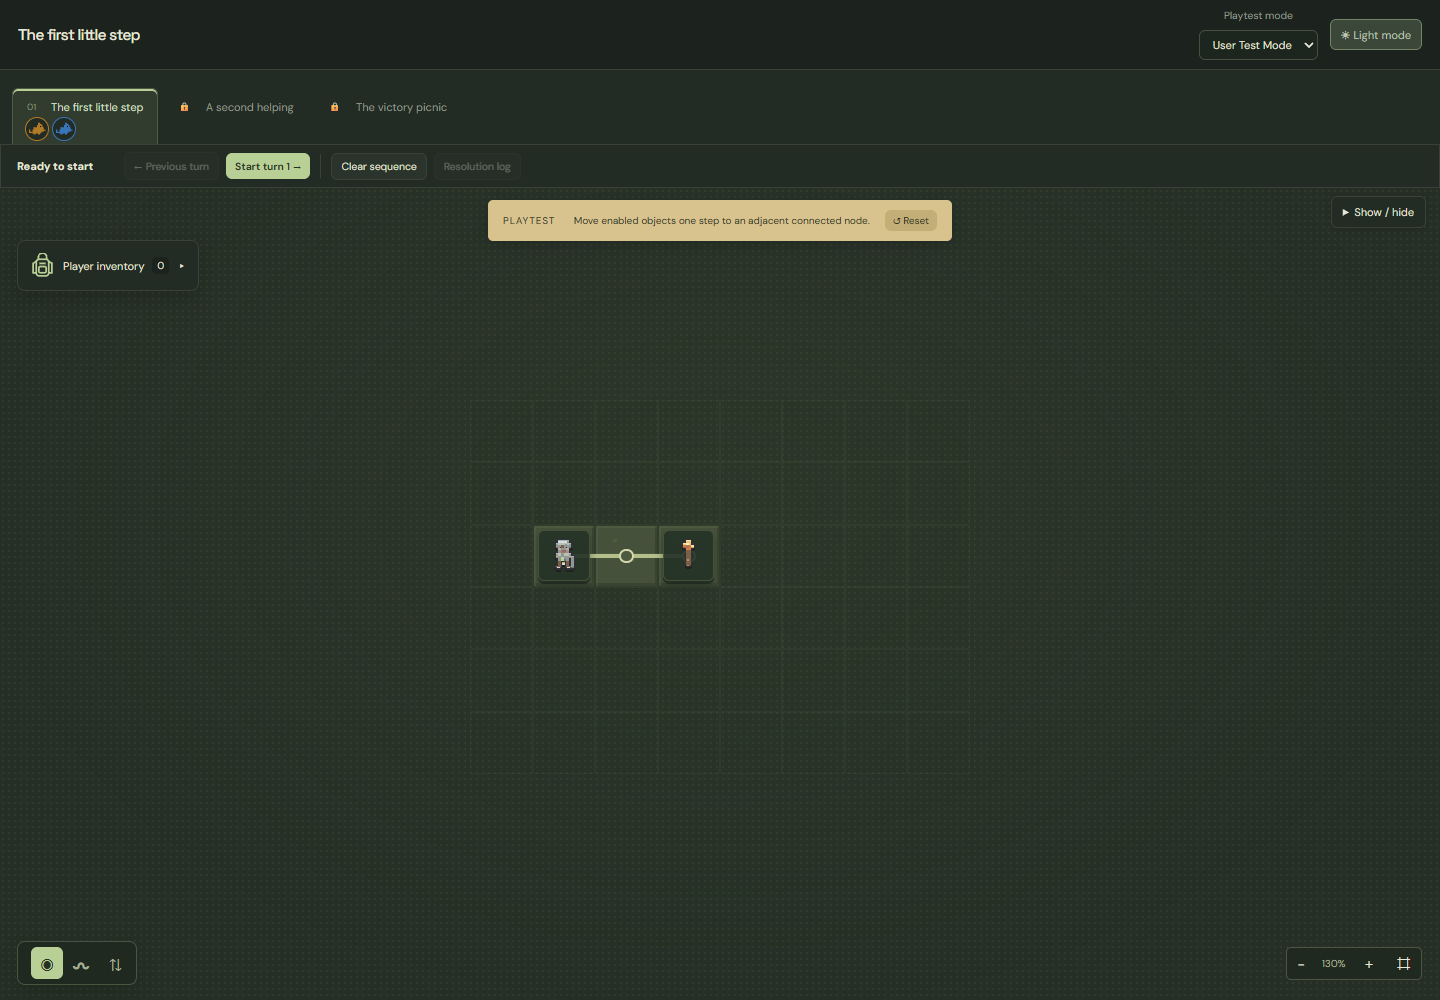 The first little step
Playtest mode
User Test Mode
☀ Light mode
01 The first little step
A second helping
The victory picnic
Ready to start
← Previous turn
Start turn 1 →
Clear sequence
Resolution log
PLAYTEST Move enabled objects one step to an adjacent connected node. ↺ Reset
▶ Show / hide
Player inventory 0 ▸
− 130% +